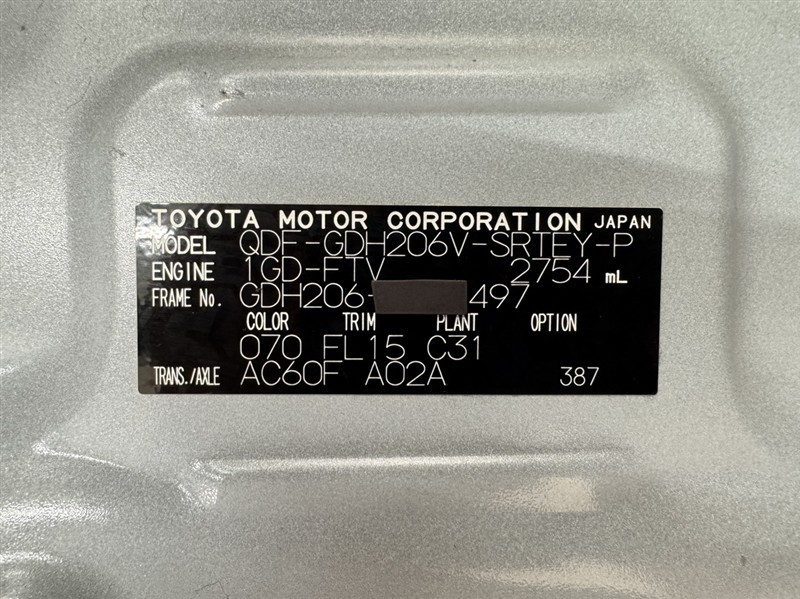 TOYOTA MOTOR CORPORATION JAPAN
MODEL QDF-GDH206V-SRTEY-P
ENGINE 1GD-FTV 2754 mL
FRAME No. GDH206- 497
COLOR TRIM PLANT OPTION
070 FL15 C31
TRANS./AXLE AC60F A02A 387